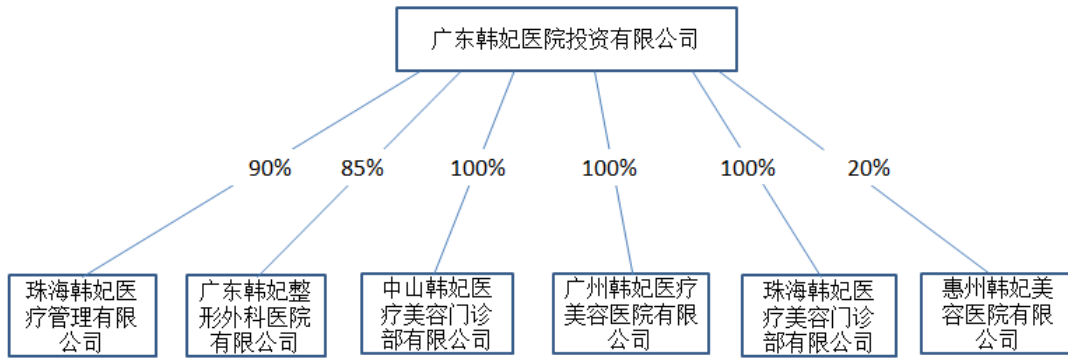 广东韩妃医院投资有限公司
90%
85%
100%
100%
100%
20%
珠海韩妃医
疗管理有限
公司
广东韩妃整
形外科医院
有限公司
中山韩妃医
疗美容门诊
部有限公司
广州韩妃医疗
美容医院有限
公司
珠海韩妃医
疗美容门诊
部有限公司
惠州韩妃美
容医院有限
公司